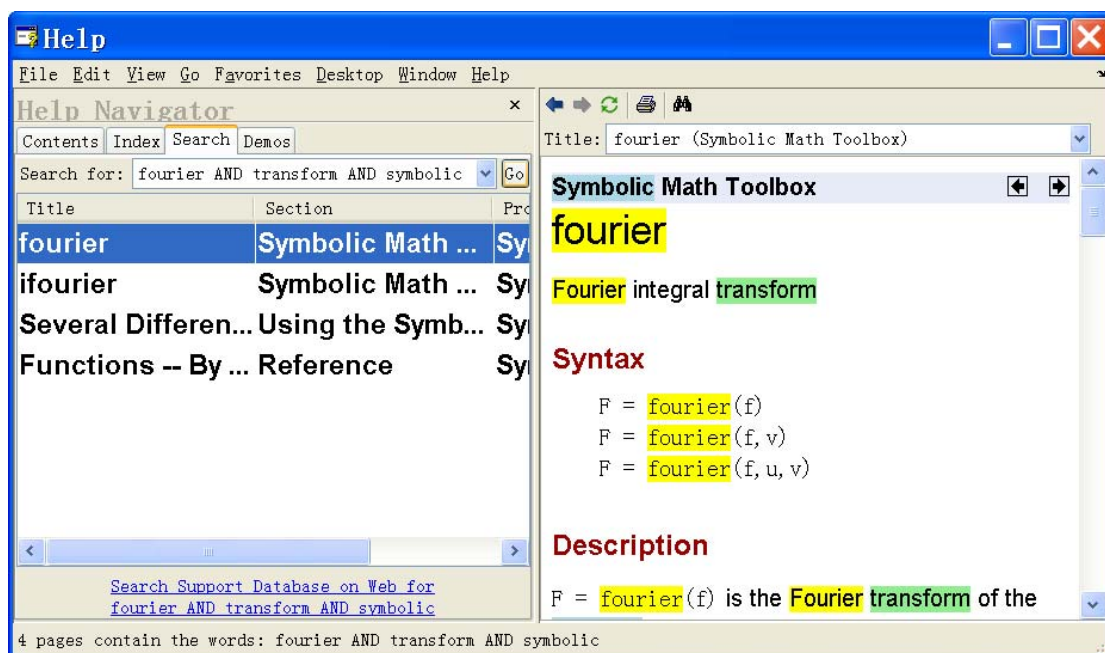 Help
File Edit View Go Favorites Desktop Window Help
Help Navigator
Contents Index Search Demos
Search for: fourier AND transform AND symbolic Go
Title Section
fourier Symbolic Math ...
ifourier Symbolic Math ...
Several Differen... Using the Symb...
Functions -- By ... Reference
Search Support Database on Web for
fourier AND transform AND symbolic
Title: fourier (Symbolic Math Toolbox)
Symbolic Math Toolbox
fourier
Fourier integral transform
Syntax
F = fourier(f)
F = fourier(f,v)
F = fourier(f,u,v)
Description
F = fourier(f) is the Fourier transform of the
4 pages contain the words: fourier AND transform AND symbolic